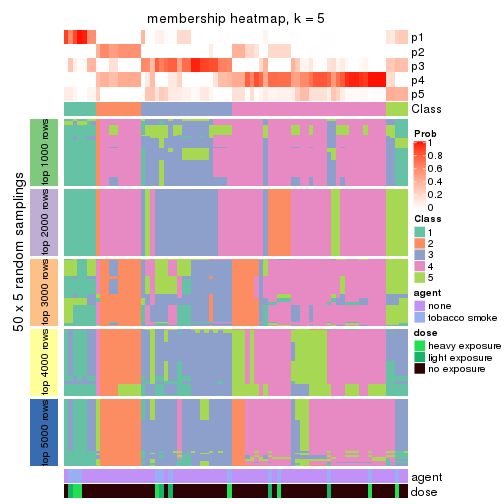 membership heatmap, k = 5
p1
p2
p3
p4
p5
Class
50 x 5 random samplings
top 1000 rows
top 2000 rows
top 3000 rows
top 4000 rows
top 5000 rows
agent
dose
Prob
1
0.8
0.6
0.4
0.2
0
Class
1
2
3
4
5
agent
none
tobacco smoke
dose
heavy exposure
light exposure
no exposure